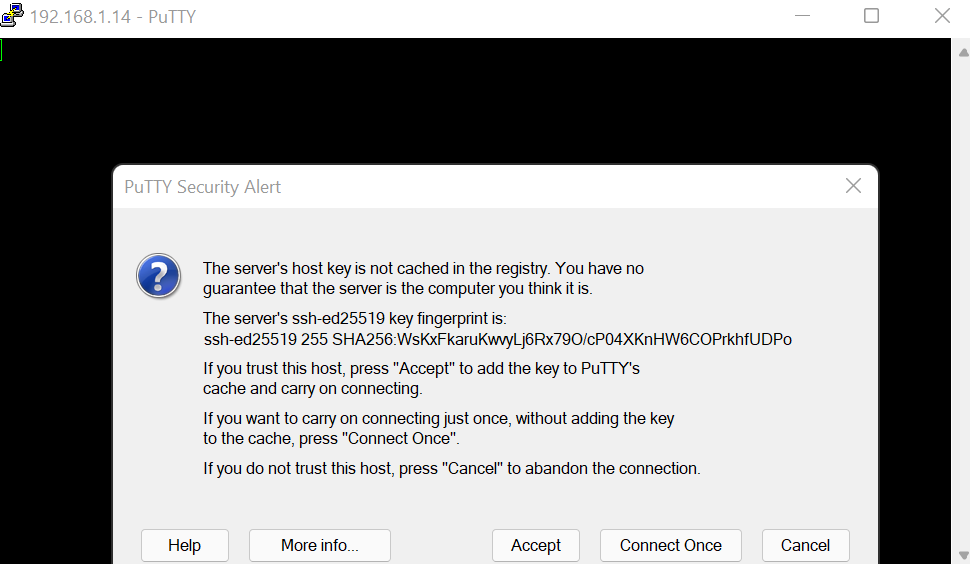 192.168.1.14 - PuTTY
PuTTY Security Alert
The server's host key is not cached in the registry. You have no
guarantee that the server is the computer you think it is.
The server's ssh-ed25519 key fingerprint is:
ssh-ed25519 255 SHA256:WsKxFkaruKwvyLj6Rx79O/cP04XKnHW6COPrkhfUDPo
If you trust this host, press "Accept" to add the key to PuTTY's
cache and carry on connecting.
If you want to carry on connecting just once, without adding the key
to the cache, press "Connect Once".
If you do not trust this host, press "Cancel" to abandon the connection.
Help More info... Accept Connect Once Cancel